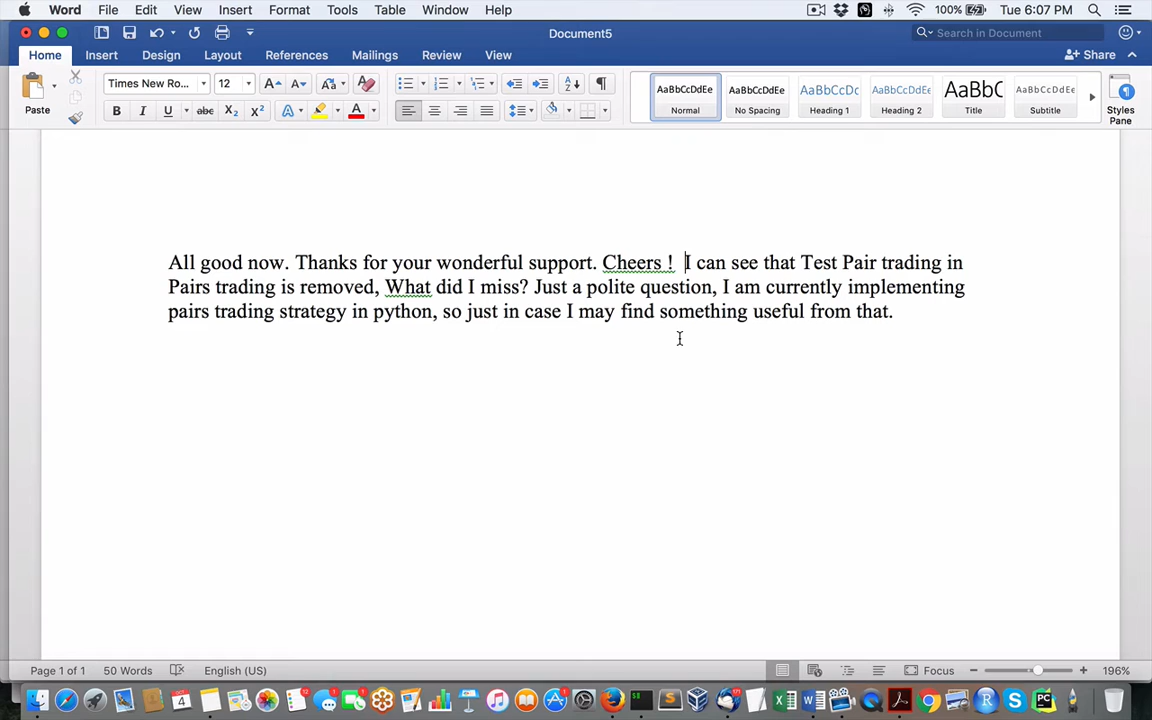 Word File Edit View Insert Format Tools Table Window Help 100% Tue 6:07 PM
Document5 Search in Document
Home Insert Design Layout References Mailings Review View Share
Times New Ro... 12 AaBbCcDdEe AaBbCcDdEe AaBbCcDc AaBbCcDdEe AaBbC AaBbCcDdEe
Paste Normal No Spacing Heading 1 Heading 2 Title Subtitle Styles Pane
All good now. Thanks for your wonderful support. Cheers ! I can see that Test Pair trading in
Pairs trading is removed, What did I miss? Just a polite question, I am currently implementing
pairs trading strategy in python, so just in case I may find something useful from that.
Page 1 of 1 50 Words English (US) Focus 196%